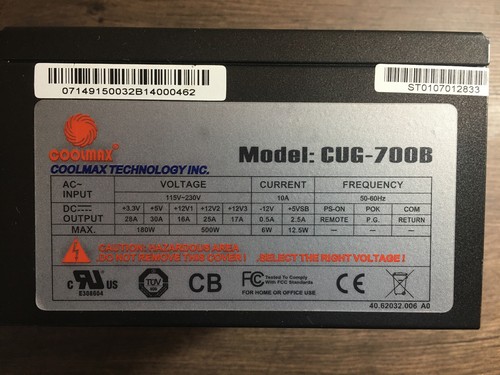 07149150032B14000462
ST0107012833
COOLMAX
COOLMAX TECHNOLOGY INC.
Model: CUG-700B
AC~ INPUT VOLTAGE CURRENT FREQUENCY
115V~230V 10A 50-60Hz
DC OUTPUT +3.3V +5V +12V1 +12V2 +12V3 -12V +5VSB PS-ON POK COM
28A 30A 16A 25A 17A 0.5A 2.5A REMOTE P.G. RETURN
MAX. 180W 500W 6W 12.5W — — —
CAUTION: HAZARDOUS AREA.
.DO NOT REMOVE THIS COVER ! .SELECT THE RIGHT VOLTAGE !
C US
E308654
TÜV
CB
FC Tested To Comply
With FCC Standards
FOR HOME OR OFFICE USE
CE
40.62032.006 A0